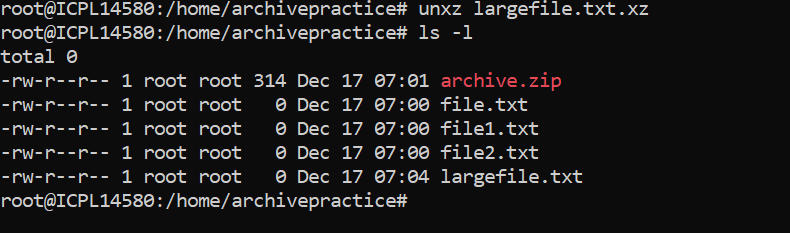 root@ICPL14580:/home/archivepractice# unxz largefile.txt.xz
root@ICPL14580:/home/archivepractice# ls -l
total 0
-rw-r--r-- 1 root root 314 Dec 17 07:01 archive.zip
-rw-r--r-- 1 root root   0 Dec 17 07:00 file.txt
-rw-r--r-- 1 root root   0 Dec 17 07:00 file1.txt
-rw-r--r-- 1 root root   0 Dec 17 07:00 file2.txt
-rw-r--r-- 1 root root   0 Dec 17 07:04 largefile.txt
root@ICPL14580:/home/archivepractice#